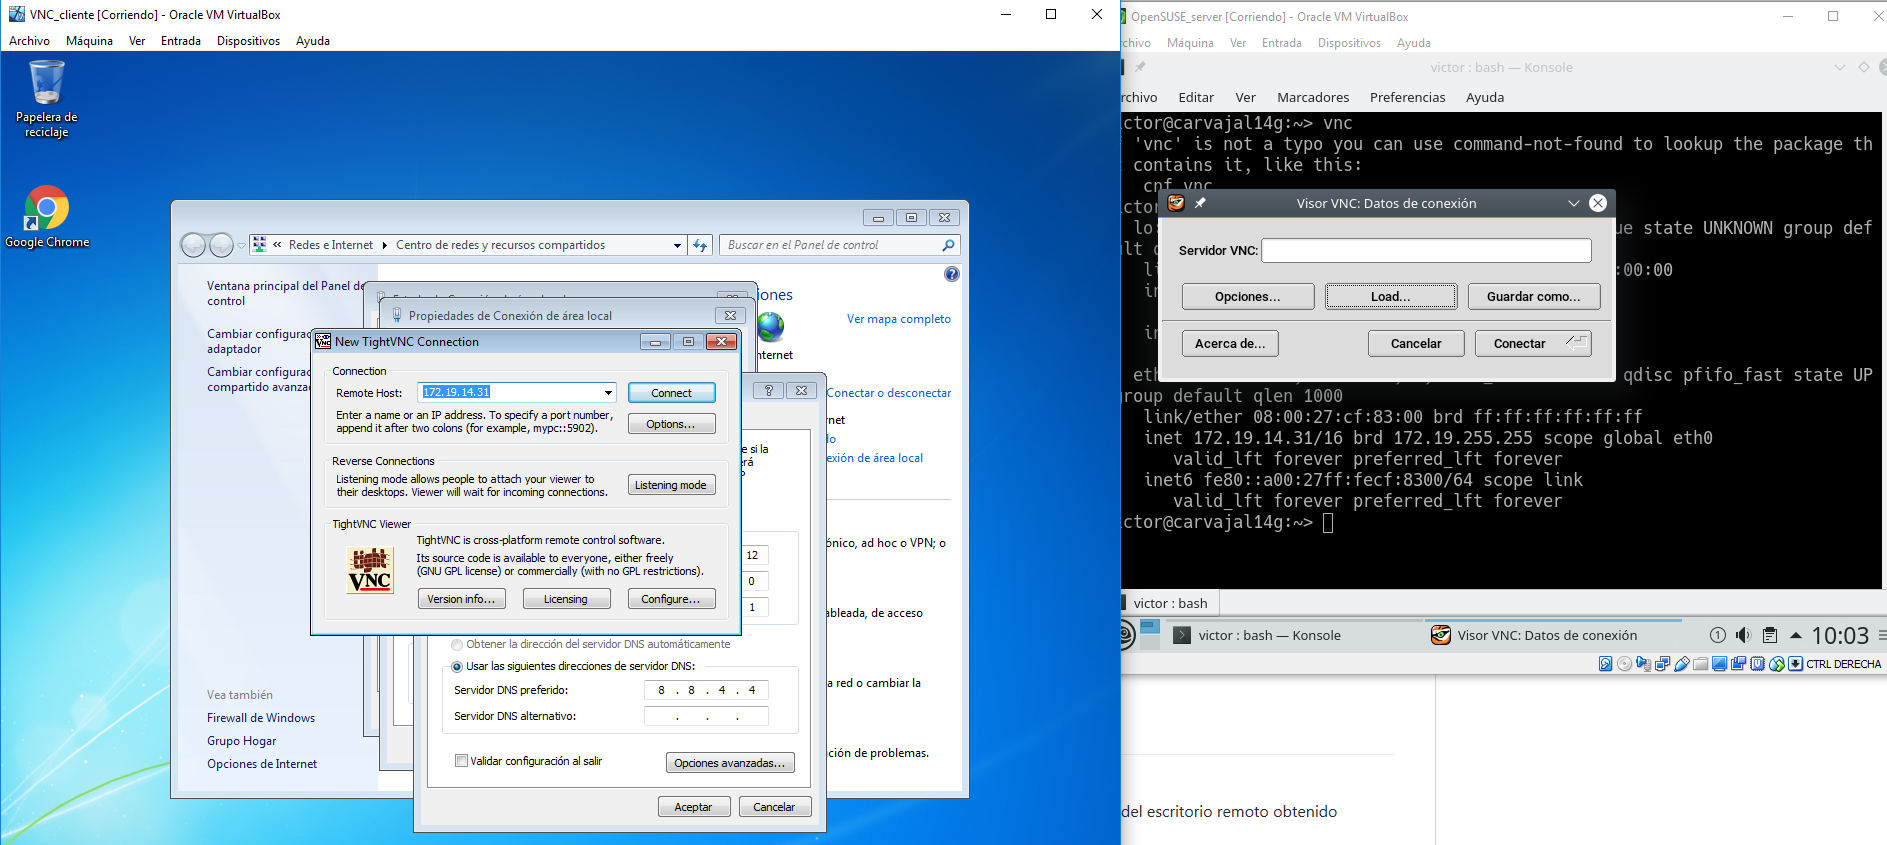 VNC_cliente [Corriendo] - Oracle VM VirtualBox
Archivo Máquina Ver Entrada Dispositivos Ayuda
Papelera de
reciclaje
Google Chrome
« Redes e Internet Centro de redes y recursos compartidos
Buscar en el Panel de control
Ventana principal del Panel de
control
Cambiar configurac
adaptador
Cambiar configurac
compartido avanza
Vea también
Firewall de Windows
Grupo Hogar
Opciones de Internet
iones
Ver mapa completo
nternet
Conectar o desconectar
rnet
do
exión de área local
ónico, ad hoc o VPN; o
ableada, de acceso
a red o cambiar la
ución de problemas.
Propiedades de Conexión de área local
New TightVNC Connection
Connection
Remote Host: 172.19.14.31
Connect
Enter a name or an IP address. To specify a port number,
append it after two colons (for example, mypc::5902).
Options...
Reverse Connections
Listening mode allows people to attach your viewer to
their desktops. Viewer will wait for incoming connections.
Listening mode
TightVNC Viewer
TightVNC is cross-platform remote control software.
Its source code is available to everyone, either freely
(GNU GPL license) or commercially (with no GPL restrictions).
tight
VNC
Version info... Licensing Configure...
?
e si la
erá
12
0
1
Obtener la dirección del servidor DNS automáticamente
Usar las siguientes direcciones de servidor DNS:
Servidor DNS preferido: 8 . 8 . 4 . 4
Servidor DNS alternativo: . . .
Validar configuración al salir
Opciones avanzadas...
Aceptar Cancelar
OpenSUSE_server [Corriendo] - Oracle VM VirtualBox
rchivo Máquina Ver Entrada Dispositivos Ayuda
victor : bash — Konsole
rchivo Editar Ver Marcadores Preferencias Ayuda
ctor@carvajal14g:~> vnc
'vnc' is not a typo you can use command-not-found to lookup the package th
contains it, like this:
cnf vnc
ctor
lo: ue state UNKNOWN group def
ult
li :00:00
in
in
eth qdisc pfifo_fast state UP
group default qlen 1000
link/ether 08:00:27:cf:83:00 brd ff:ff:ff:ff:ff:ff
inet 172.19.14.31/16 brd 172.19.255.255 scope global eth0
valid_lft forever preferred_lft forever
inet6 fe80::a00:27ff:fecf:8300/64 scope link
valid_lft forever preferred_lft forever
ctor@carvajal14g:~>
Visor VNC: Datos de conexión
Servidor VNC:
Opciones... Load... Guardar como...
Acerca de... Cancelar Conectar
victor : bash
victor : bash — Konsole
Visor VNC: Datos de conexión
1
10:03
CTRL DERECHA
del escritorio remoto obtenido